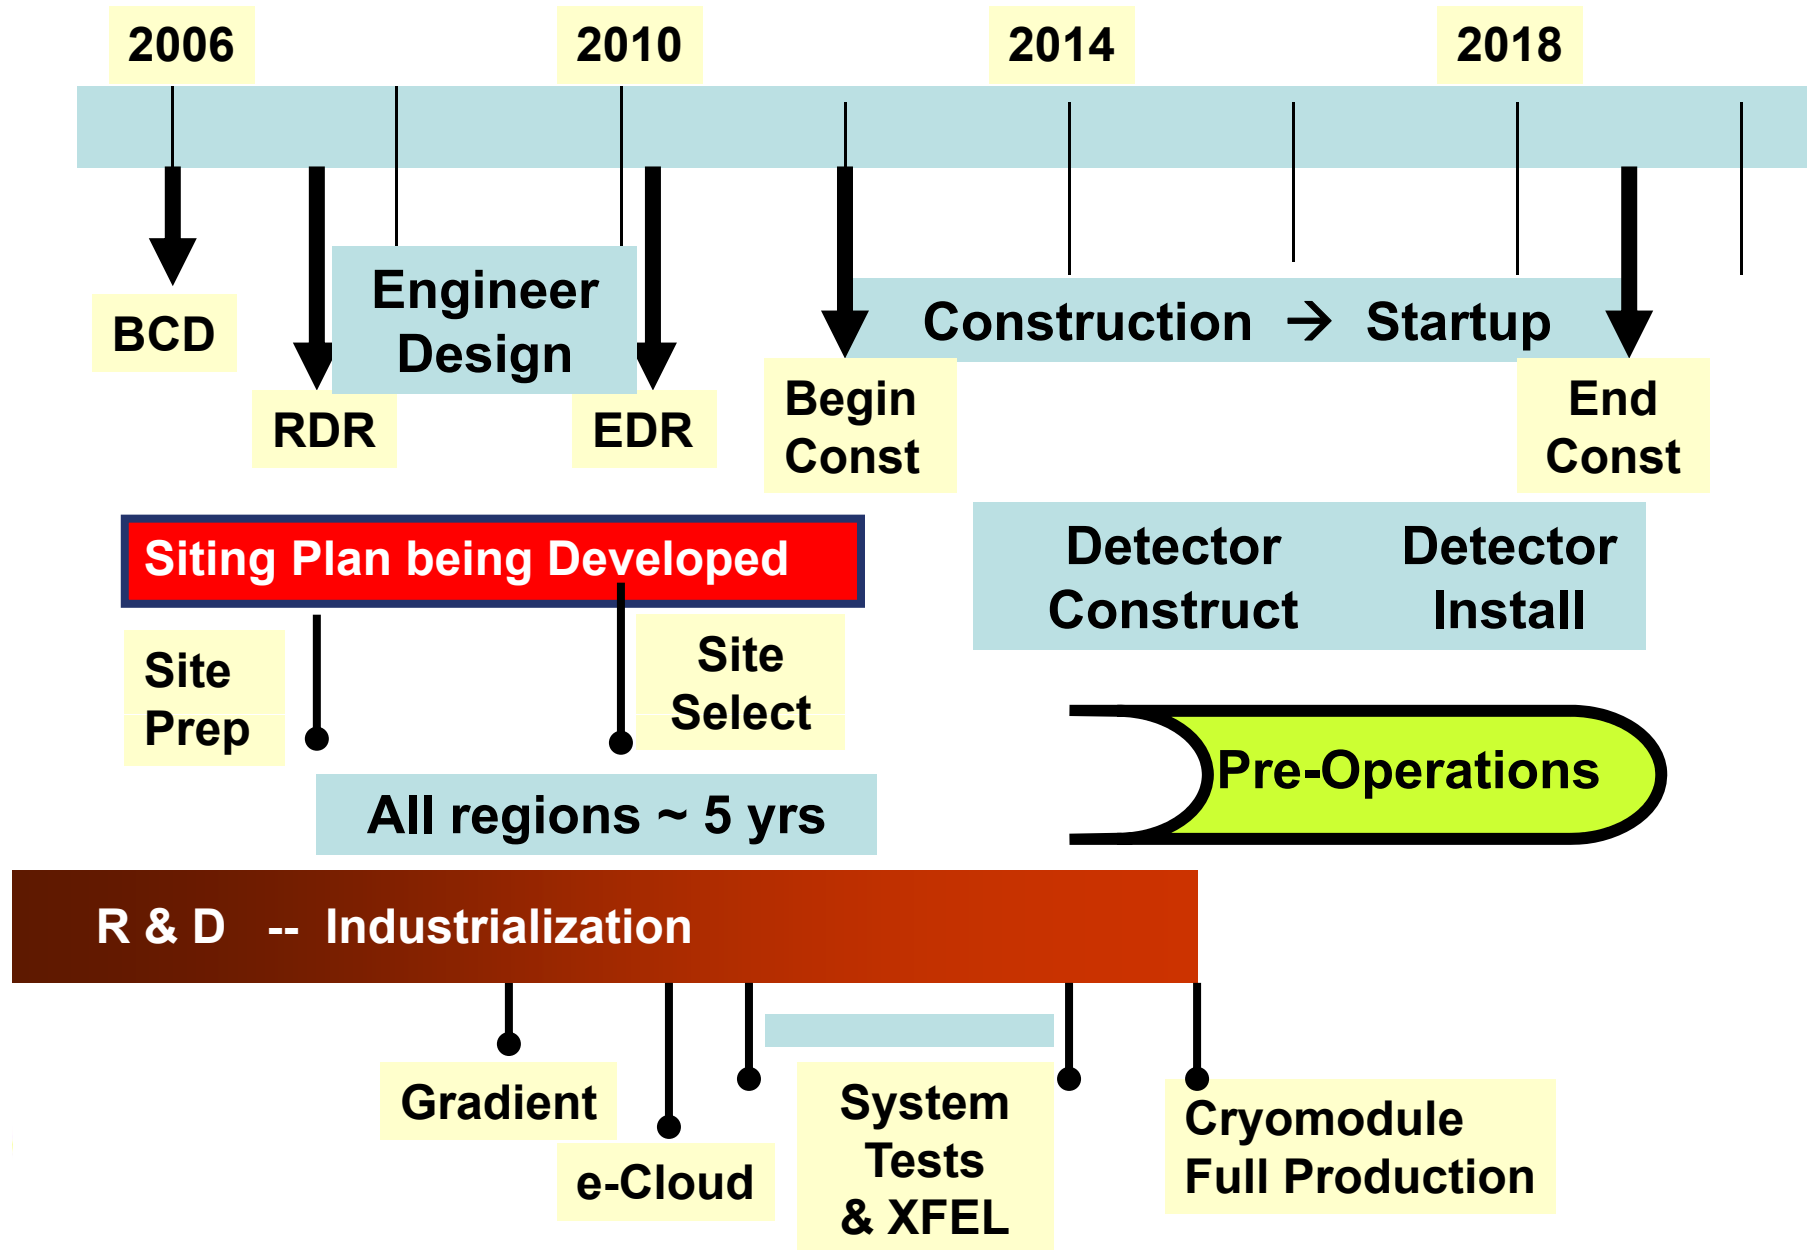 2006 2010 2014 2018
BCD
RDR
Engineer
Design
EDR
Begin
Const
Construction → Startup
End
Const
Siting Plan being Developed
Site
Prep
Site
Select
Detector
Construct
Detector
Install
All regions ~ 5 yrs
Pre-Operations
R & D -- Industrialization
Gradient
e-Cloud
System
Tests
& XFEL
Cryomodule
Full Production